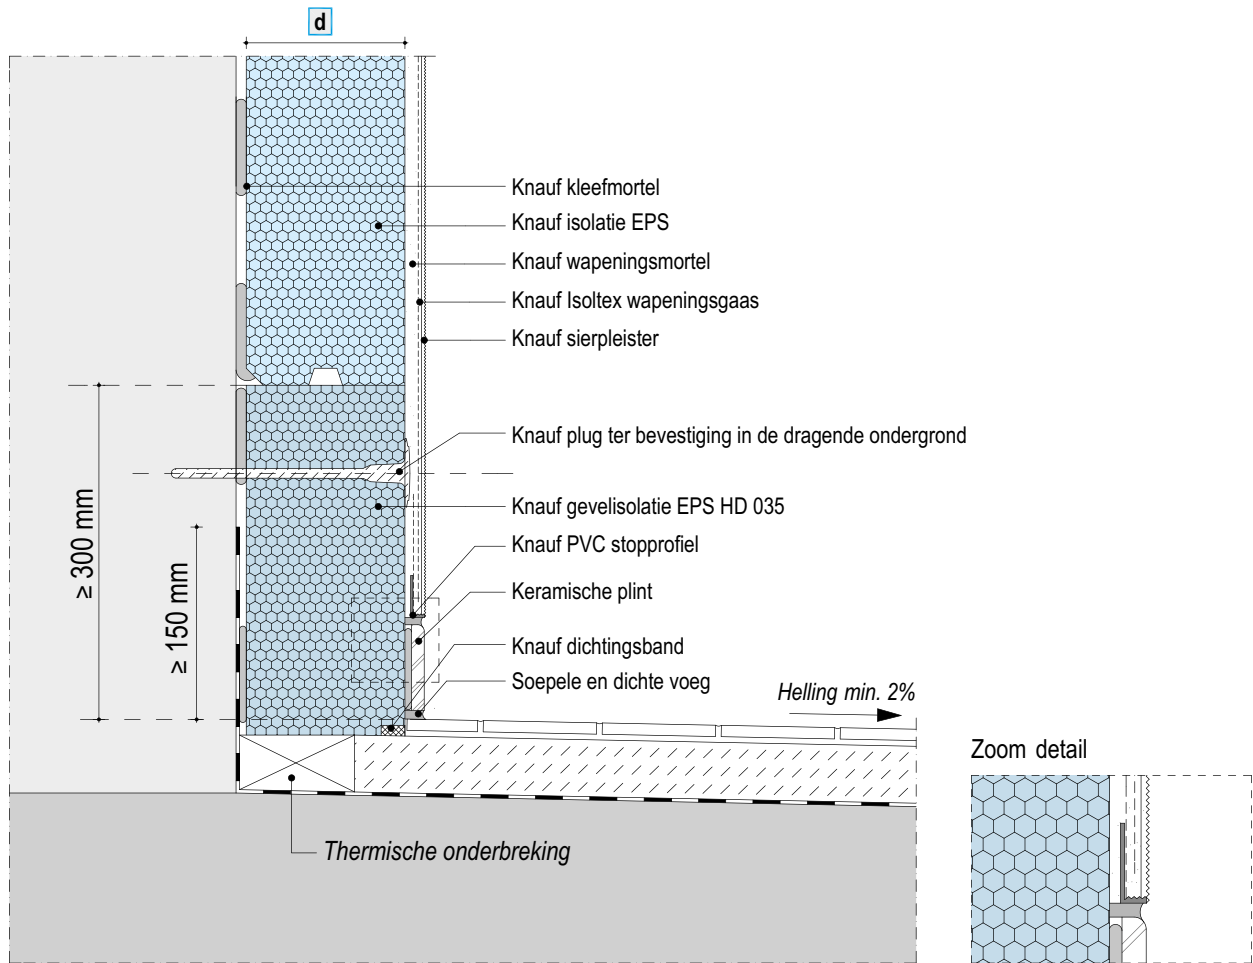 d
Knauf kleefmortel
Knauf isolatie EPS
Knauf wapeningsmortel
Knauf Isoltex wapeningsgaas
Knauf sierpleister
Knauf plug ter bevestiging in de dragende ondergrond
≥ 300 mm
≥ 150 mm
Knauf gevelisolatie EPS HD 035
Knauf PVC stopprofiel
Keramische plint
Knauf dichtingsband
Soepele en dichte voeg
Helling min. 2%
Zoom detail
Thermische onderbreking